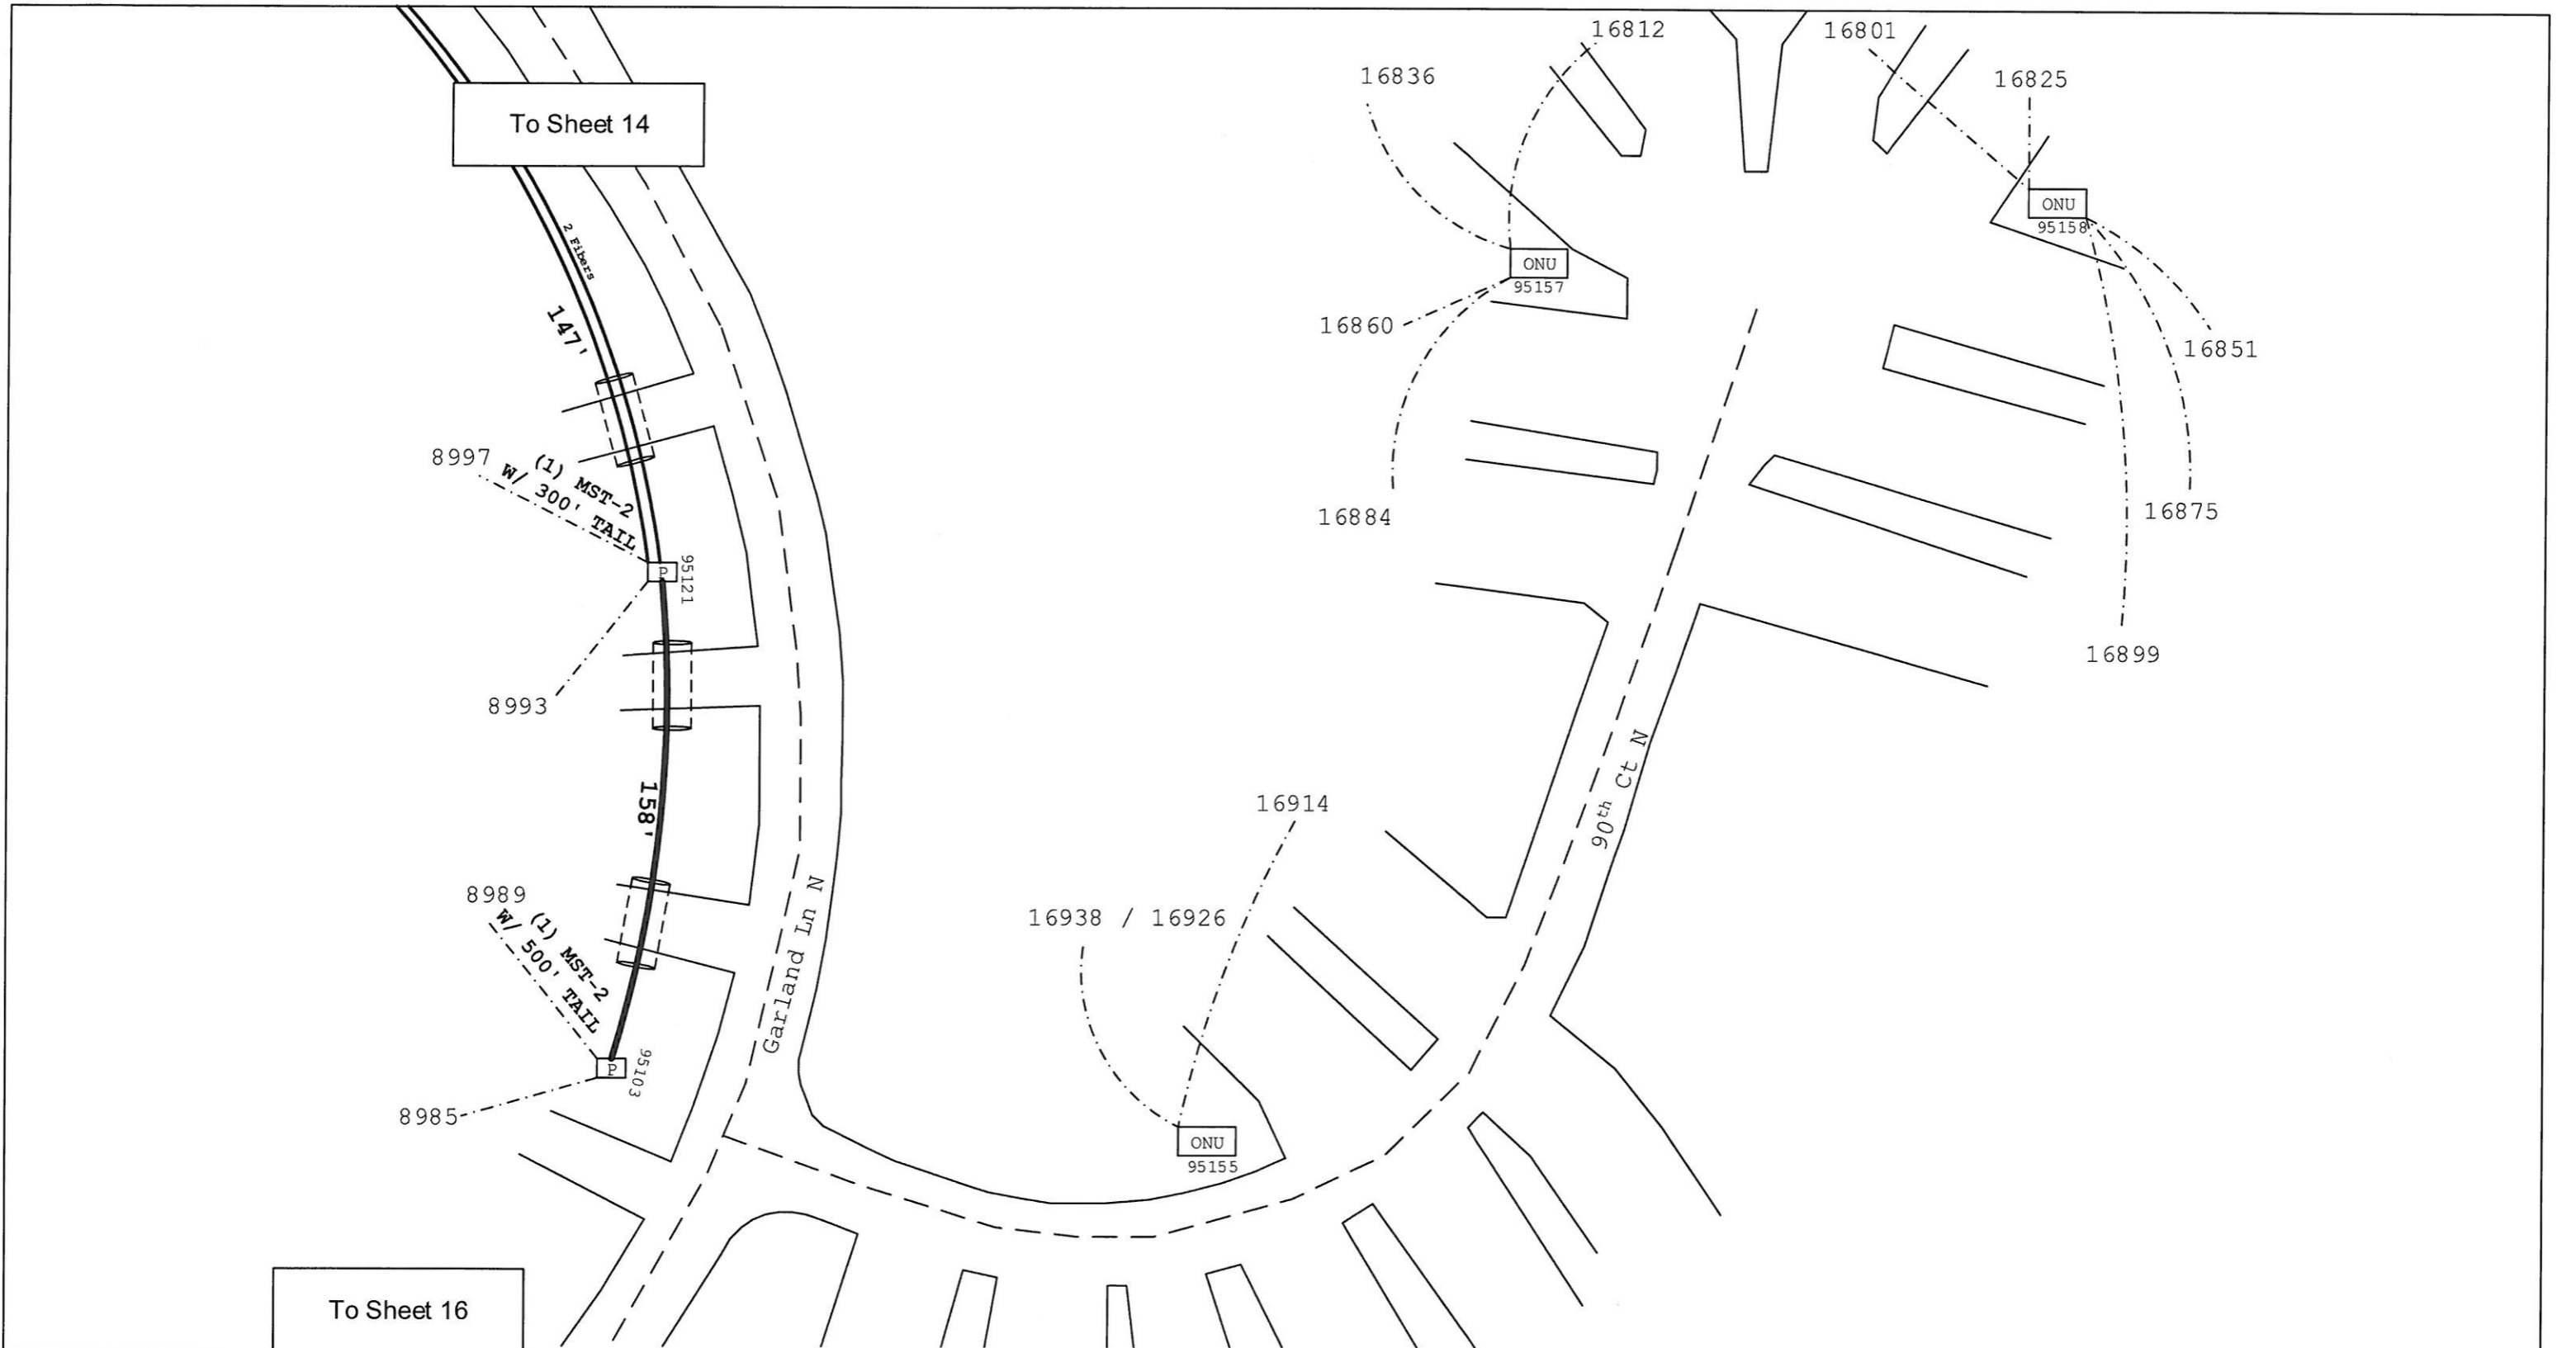 16812
16801
16836
16825
To Sheet 14
ONU
95158
2 Fibers
ONU
95157
147'
16860
16851
8997
(1) MST-2
W/ 300' TAIL
16884
16875
P
95121
16899
8993
90th Ct N
158'
16914
8989
(1) MST-2
W/ 500' TAIL
16938 / 16926
Garland Ln N
P
95103
8985
ONU
95155
To Sheet 16